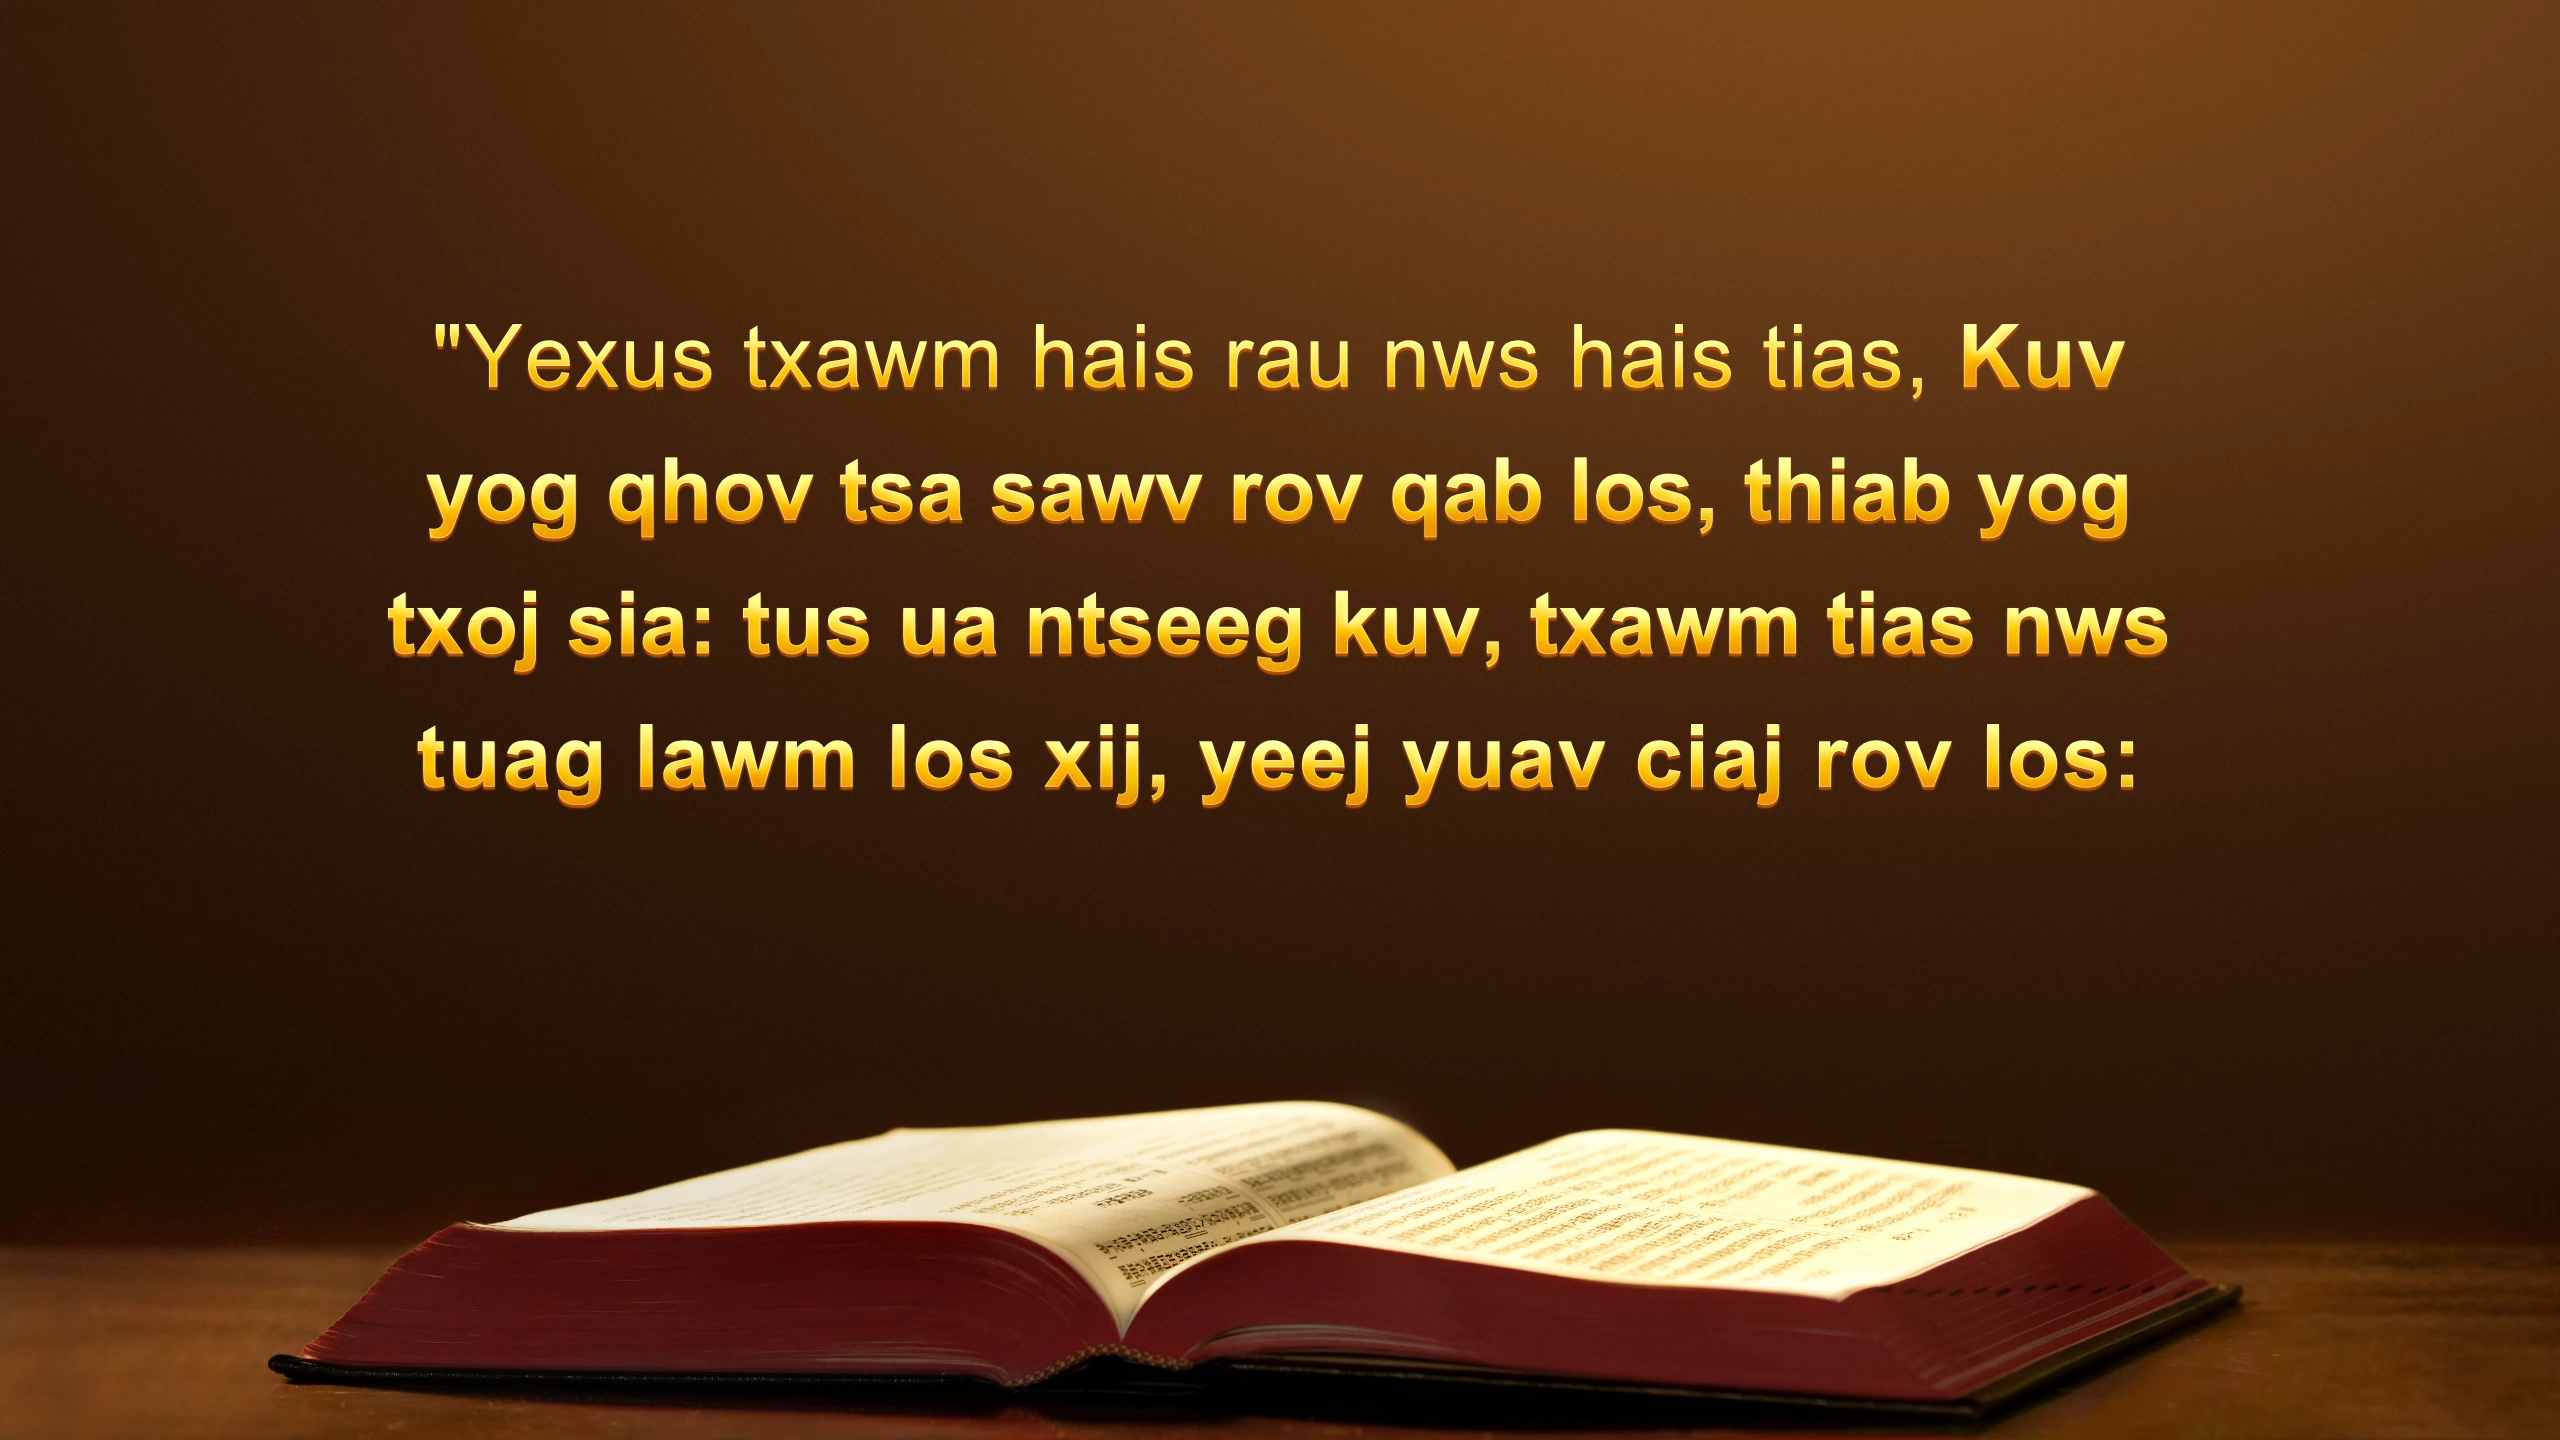 "Yexus txawm hais rau nws hais tias, Kuv
yog qhov tsa sawv rov qab los, thiab yog
txoj sia: tus ua ntseeg kuv, txawm tias nws
tuag lawm los xij, yeej yuav ciaj rov los: